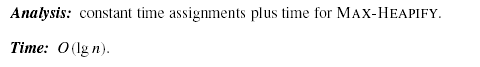 Analysis: constant time assignments plus time for MAX-HEAPIFY.
Time: O(lg n).